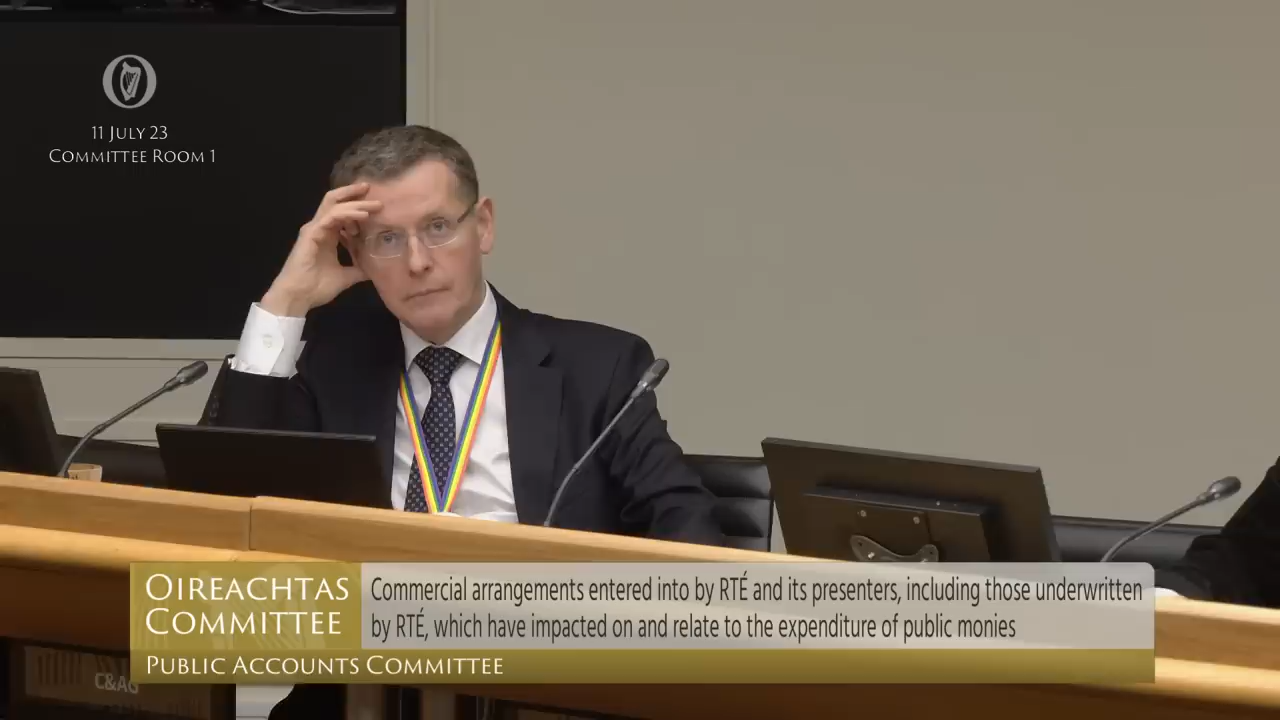 11 July 23
Committee Room 1
Oireachtas
Committee
Commercial arrangements entered into by RTÉ and its presenters, including those underwritten
by RTÉ, which have impacted on and relate to the expenditure of public monies
Public Accounts Committee
C&AG